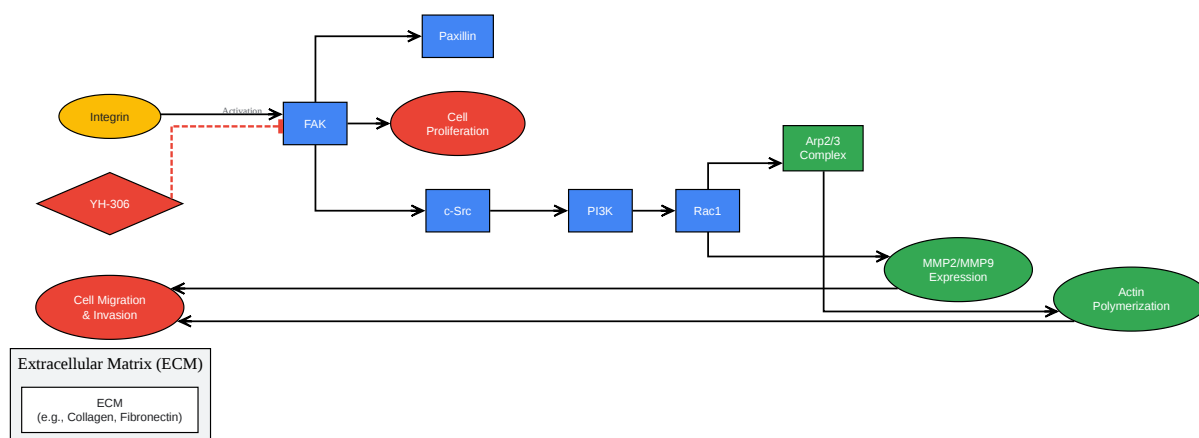 Paxillin
Integrin
Activation
FAK
Cell
Proliferation
Arp2/3
Complex
YH-306
c-Src
PI3K
Rac1
MMP2/MMP9
Expression
Cell Migration
& Invasion
Actin
Polymerization
Extracellular Matrix (ECM)
ECM
(e.g., Collagen, Fibronectin)